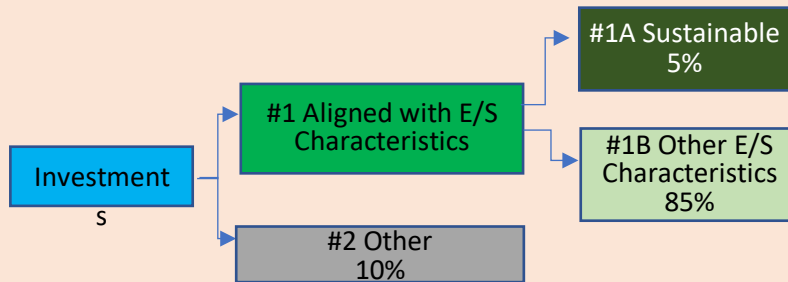 Investment
s
#1 Aligned with E/S
Characteristics
#2 Other
10%
#1A Sustainable
5%
#1B Other E/S
Characteristics
85%